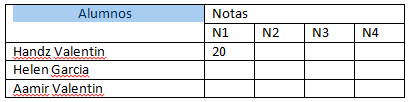 Alumnos Notas
N1 N2 N3 N4
Handz Valentin 20
Helen Garcia
Aamir Valentin